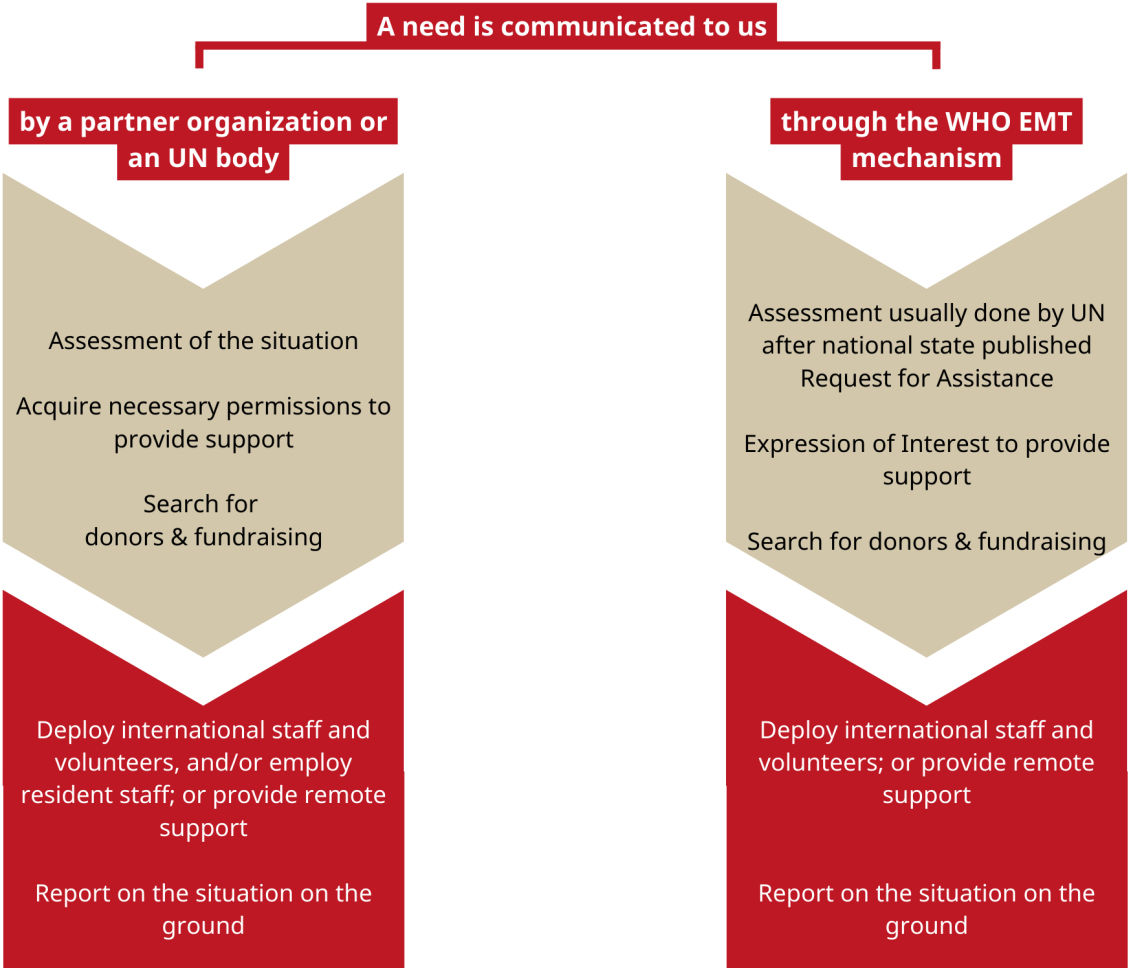 A need is communicated to us
by a partner organization or
an UN body
Assessment of the situation
Acquire necessary permissions to
provide support
Search for
donors & fundraising
Deploy international staff and
volunteers, and/or employ
resident staff; or provide remote
support
Report on the situation on the
ground
through the WHO EMT
mechanism
Assessment usually done by UN
after national state published
Request for Assistance
Expression of Interest to provide
support
Search for donors & fundraising
Deploy international staff and
volunteers; or provide remote
support
Report on the situation on the
ground